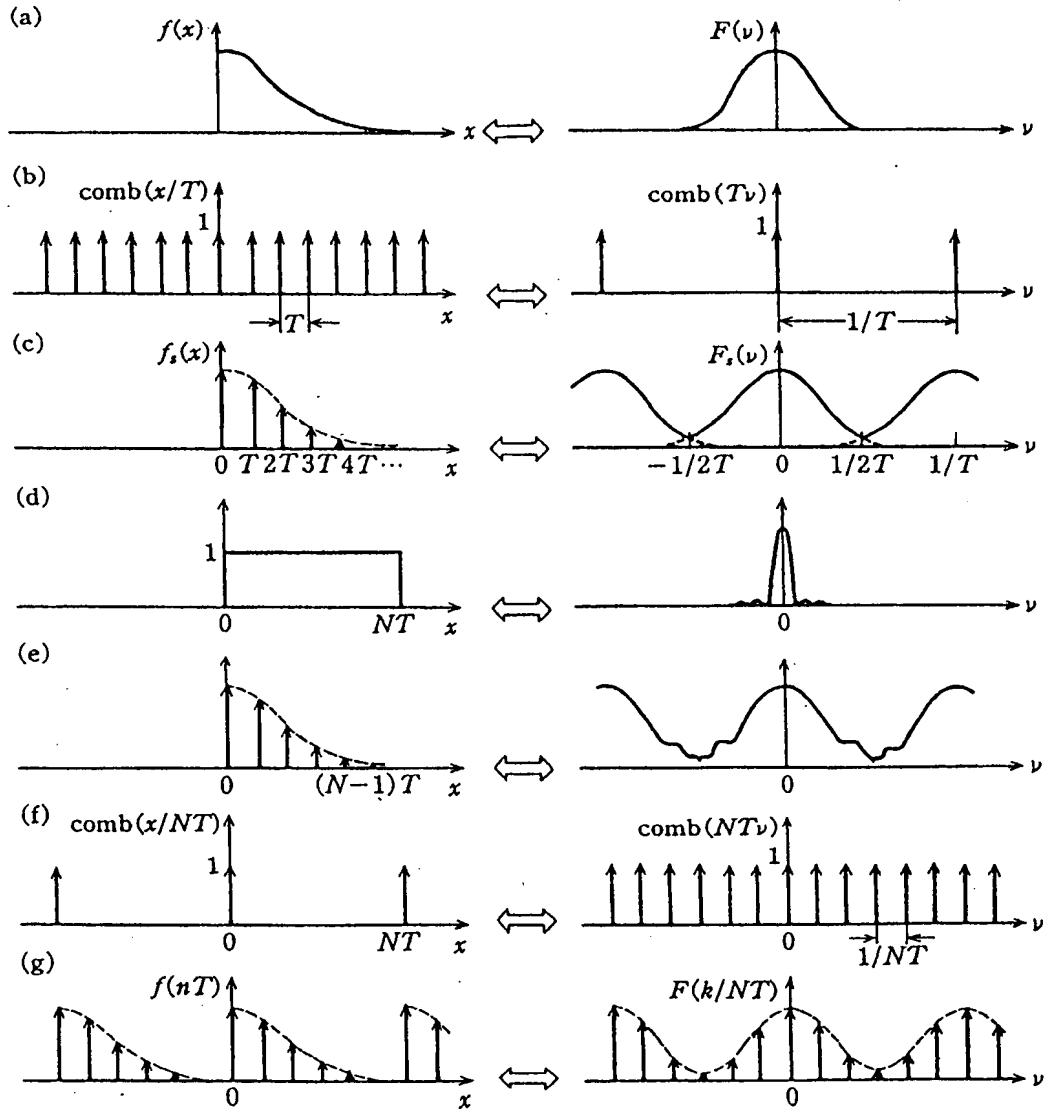 (a)
f(x)
F(ν)
x
ν
(b)
comb(x/T)
comb(Tν)
1
1
T
x
1/T
ν
(c)
f_s(x)
F_s(ν)
0 T 2T 3T 4T ⋯ x
−1/2T 0 1/2T 1/T ν
(d)
1
0 NT x
0 ν
(e)
0 (N−1)T x
0 ν
(f)
comb(x/NT)
comb(NTν)
1
1
0 NT x
0 1/NT ν
(g)
f(nT)
F(k/NT)
0 x
0 ν